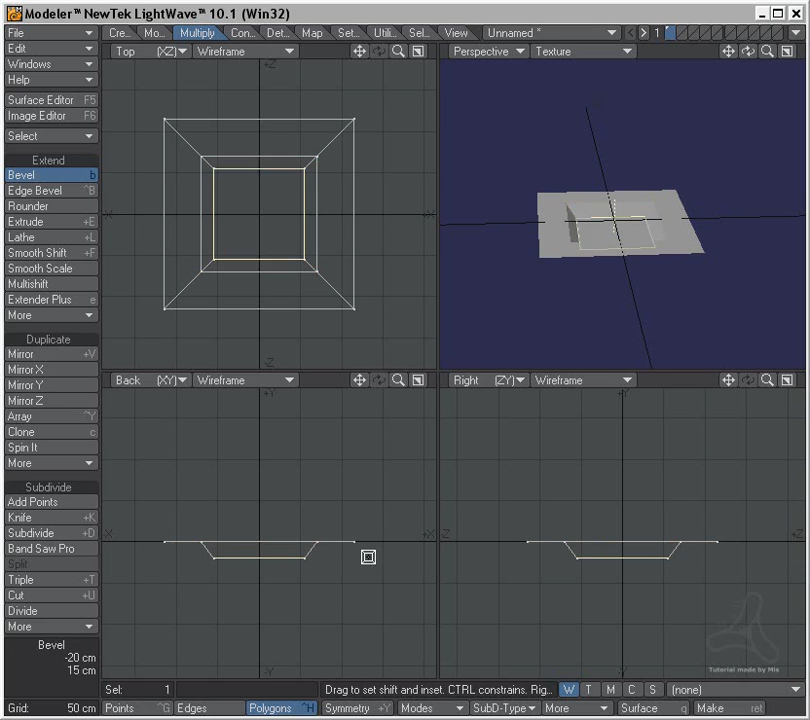 Modeler™ NewTek LightWave™ 10.1 (Win32)
File
Cre... Mo... Multiply Con... Det... Map Set... Utili... Sel... View Unnamed * 1
Edit
Top (XZ) Wireframe
Perspective Texture
Windows
Help
Surface Editor F5
Image Editor F6
Select
Extend
Bevel b
Edge Bevel ^B
Rounder
Extrude +E
Lathe +L
Smooth Shift +F
Smooth Scale
Multishift
Extender Plus e
More
Duplicate
Mirror +V
Mirror X
Mirror Y
Mirror Z
Array ^Y
Clone c
Spin It
More
Subdivide
Add Points
Knife +K
Subdivide +D
Band Saw Pro
Split
Triple +T
Cut +U
Divide
More
+Z
-X
+X
-Z
Back (XY) Wireframe
Right (ZY) Wireframe
+Y
+Y
-X
+X
-Z
+Z
-Y
-Y
Tutorial made by Mis
Bevel
-20 cm
15 cm
Sel: 1 Drag to set shift and inset. CTRL constrains. Rig... W T M C S (none)
Grid: 50 cm Points ^G Edges Polygons ^H Symmetry +Y Modes SubD-Type More Surface q Make ret